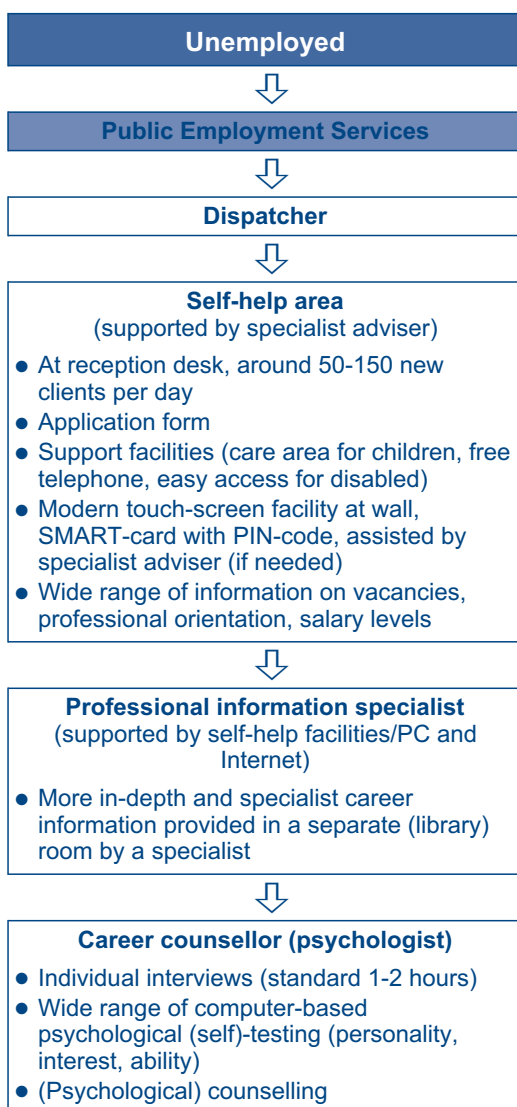 Unemployed
Public Employment Services
Dispatcher
Self-help area
(supported by specialist adviser)
● At reception desk, around 50-150 new
clients per day
● Application form
● Support facilities (care area for children, free
telephone, easy access for disabled)
● Modern touch-screen facility at wall,
SMART-card with PIN-code, assisted by
specialist adviser (if needed)
● Wide range of information on vacancies,
professional orientation, salary levels
Professional information specialist
(supported by self-help facilities/PC and
Internet)
● More in-depth and specialist career
information provided in a separate (library)
room by a specialist
Career counsellor (psychologist)
● Individual interviews (standard 1-2 hours)
● Wide range of computer-based
psychological (self)-testing (personality,
interest, ability)
● (Psychological) counselling